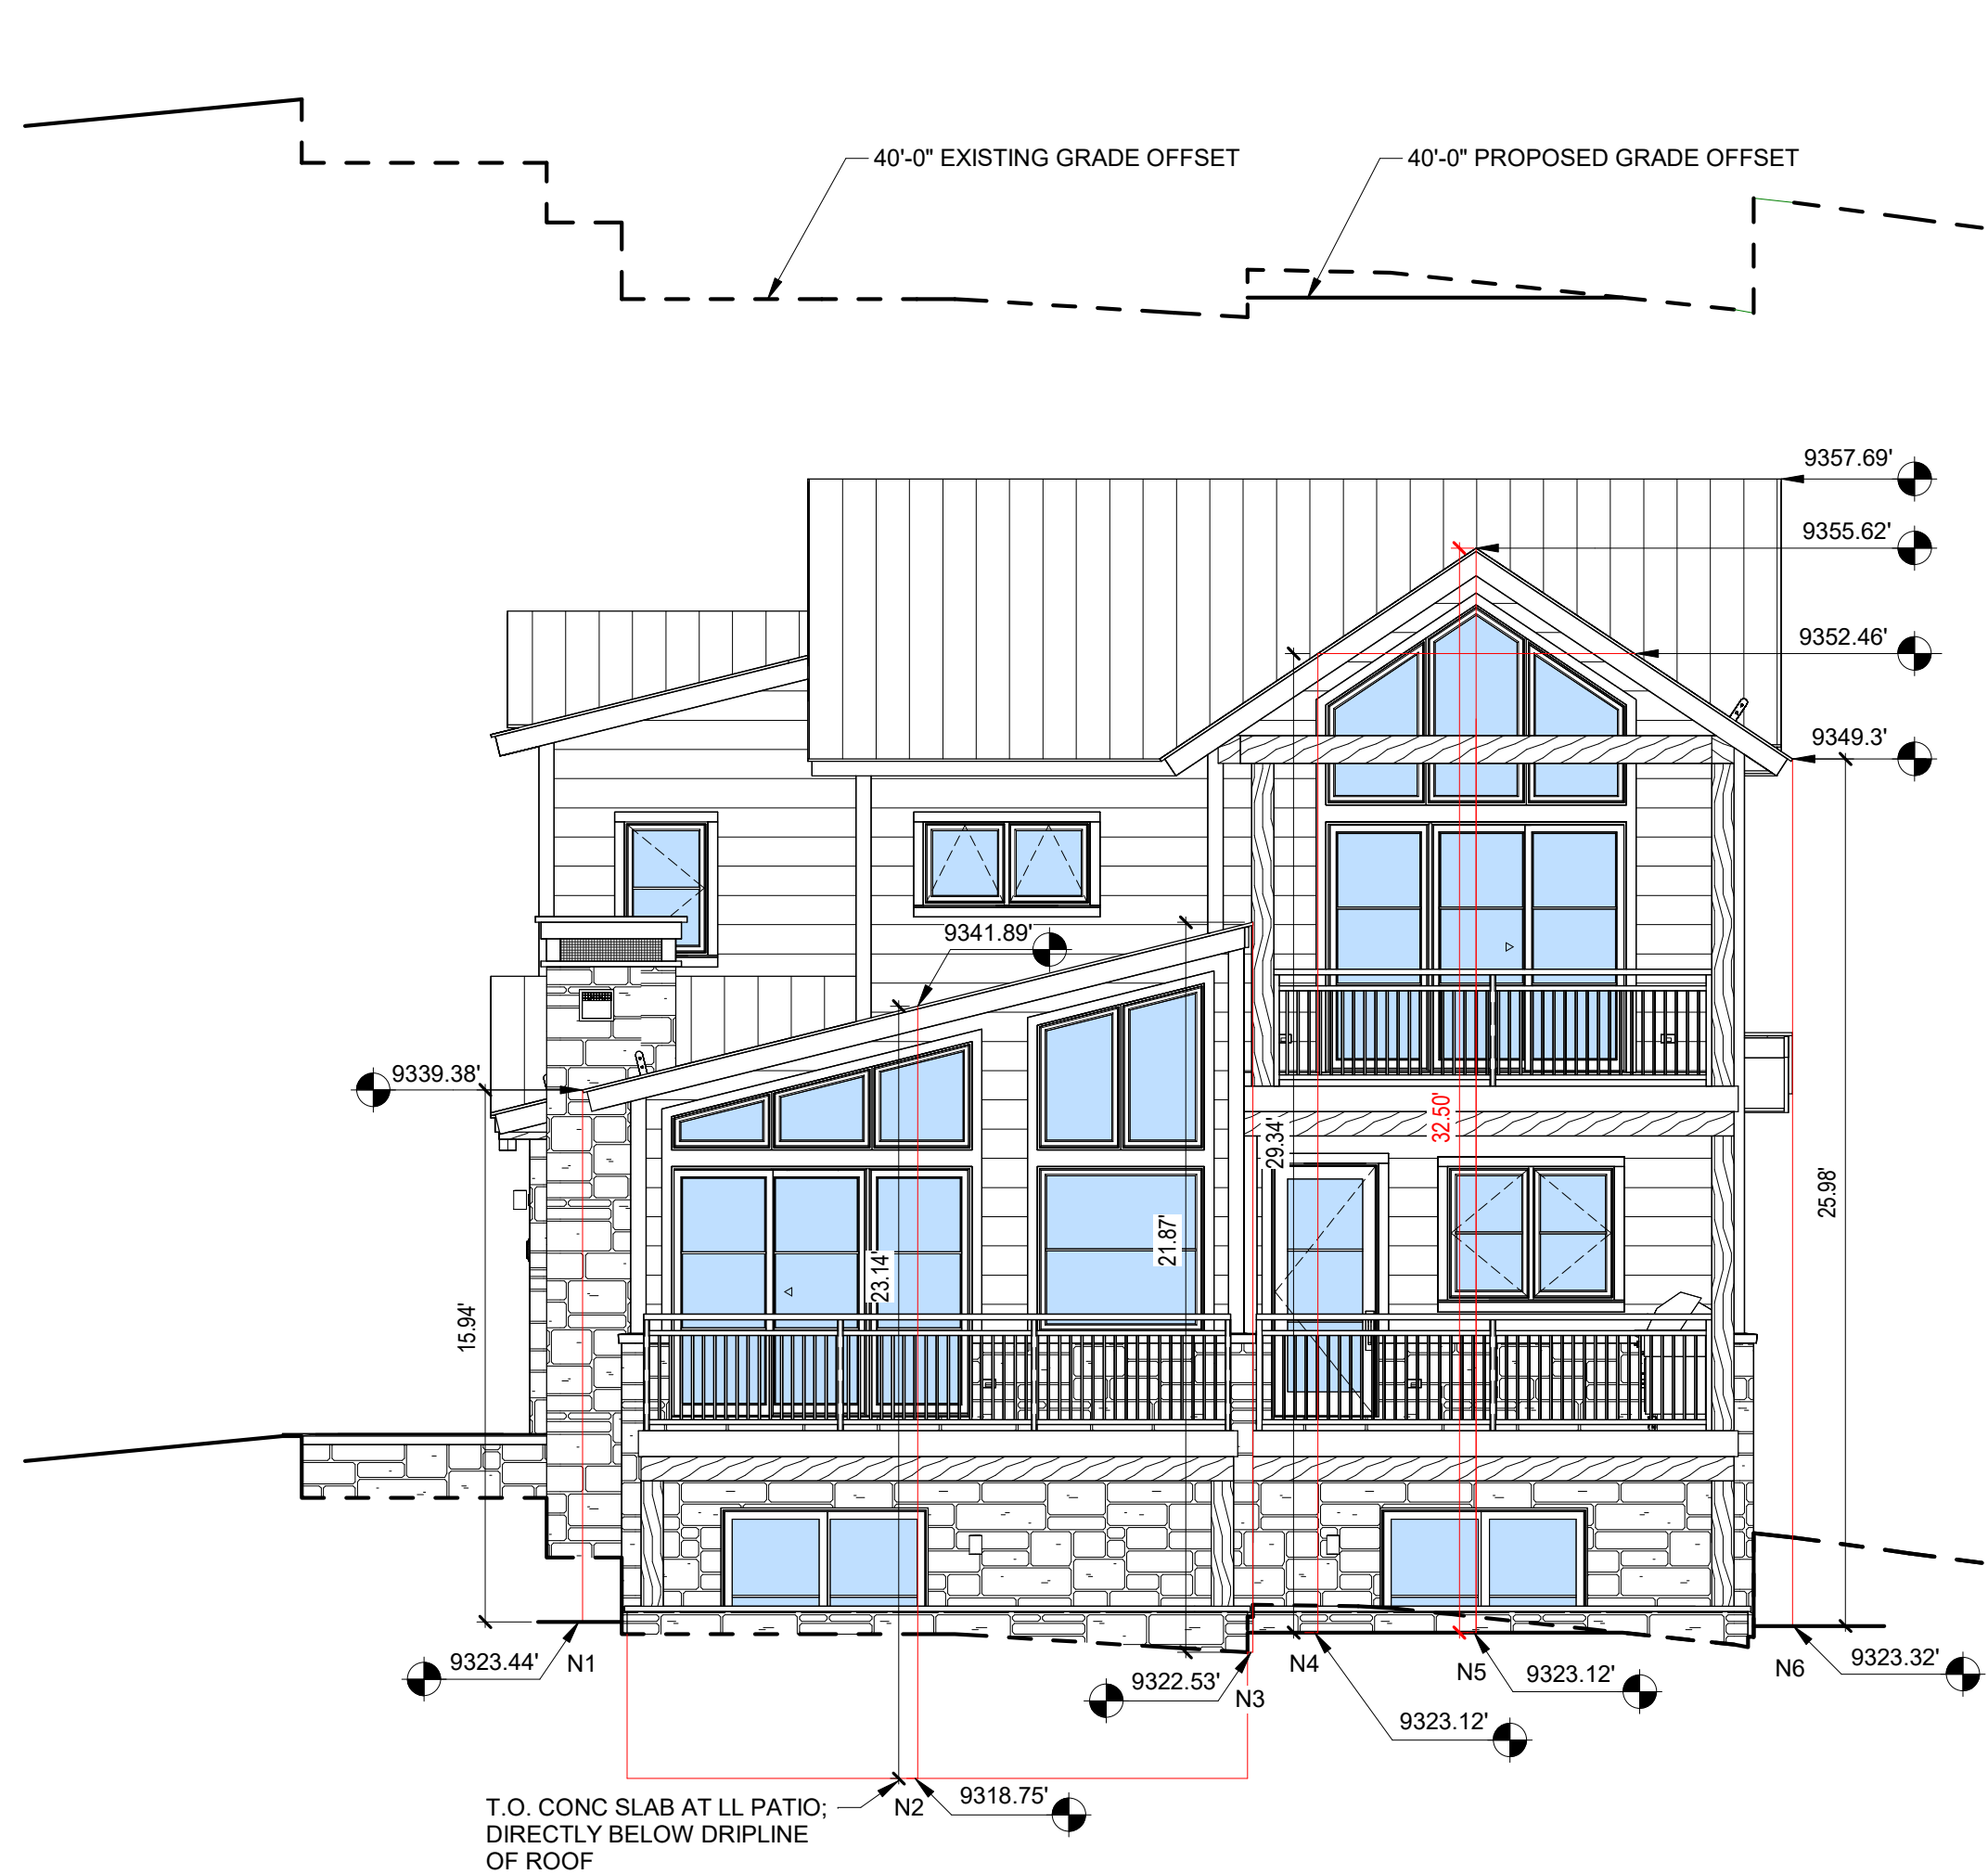 40'-0" EXISTING GRADE OFFSET
40'-0" PROPOSED GRADE OFFSET
9357.69'
9355.62'
9352.46'
9349.3'
9341.89'
9339.38'
32.50'
29.34'
25.98'
21.87'
23.14'
15.94'
9323.44'
N1
9322.53'
N3
N4
N5
9323.12'
N6
9323.32'
9323.12'
N2
9318.75'
T.O. CONC SLAB AT LL PATIO;
DIRECTLY BELOW DRIPLINE
OF ROOF